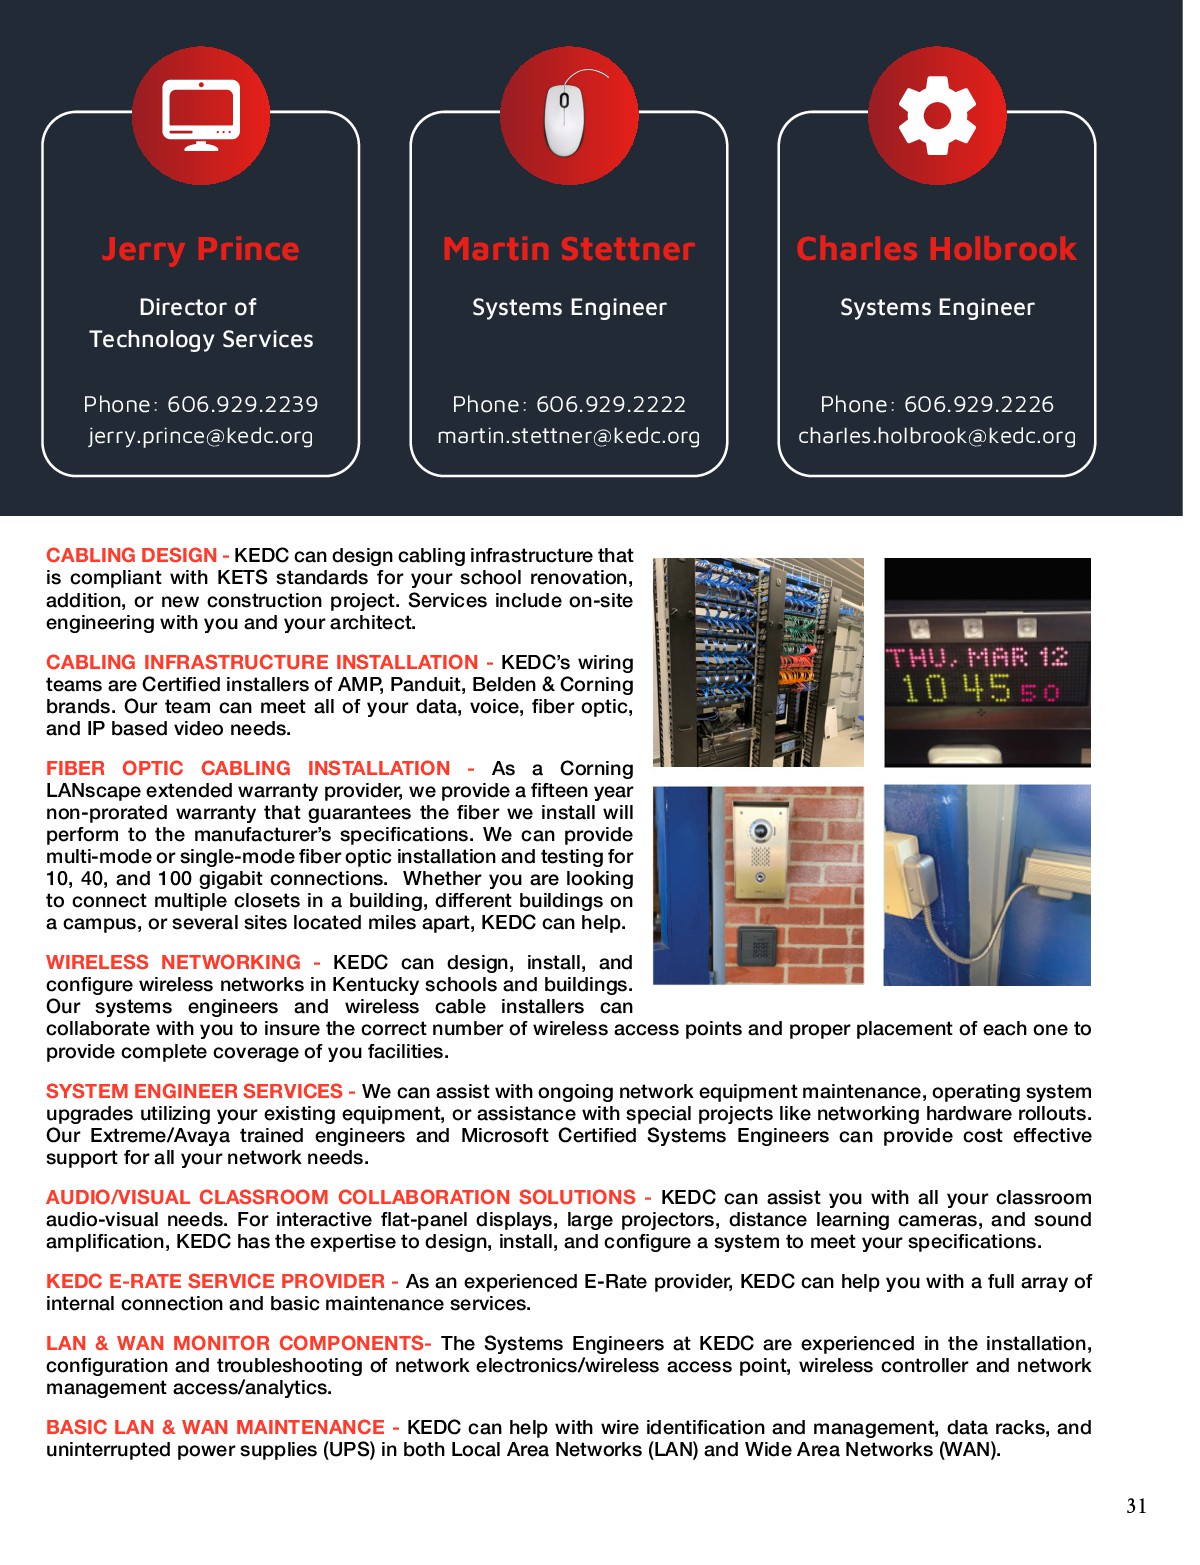 Jerry Prince
Director of
Technology Services
Phone: 606.929.2239
jerry.prince@kedc.org
Martin Stettner
Systems Engineer
Phone: 606.929.2222
martin.stettner@kedc.org
Charles Holbrook
Systems Engineer
Phone: 606.929.2226
charles.holbrook@kedc.org
CABLING DESIGN - KEDC can design cabling infrastructure that
is compliant with KETS standards for your school renovation,
addition, or new construction project. Services include on-site
engineering with you and your architect.
CABLING INFRASTRUCTURE INSTALLATION - KEDC's wiring
teams are Certified installers of AMP, Panduit, Belden & Corning
brands. Our team can meet all of your data, voice, fiber optic,
and IP based video needs.
FIBER OPTIC CABLING INSTALLATION - As a Corning
LANscape extended warranty provider, we provide a fifteen year
non-prorated warranty that guarantees the fiber we install will
perform to the manufacturer's specifications. We can provide
multi-mode or single-mode fiber optic installation and testing for
10, 40, and 100 gigabit connections. Whether you are looking
to connect multiple closets in a building, different buildings on
a campus, or several sites located miles apart, KEDC can help.
THU, MAR 12
10 45 50
WIRELESS NETWORKING - KEDC can design, install, and
configure wireless networks in Kentucky schools and buildings.
Our systems engineers and wireless cable installers can
collaborate with you to insure the correct number of wireless access points and proper placement of each one to
provide complete coverage of you facilities.
SYSTEM ENGINEER SERVICES - We can assist with ongoing network equipment maintenance, operating system
upgrades utilizing your existing equipment, or assistance with special projects like networking hardware rollouts.
Our Extreme/Avaya trained engineers and Microsoft Certified Systems Engineers can provide cost effective
support for all your network needs.
AUDIO/VISUAL CLASSROOM COLLABORATION SOLUTIONS - KEDC can assist you with all your classroom
audio-visual needs. For interactive flat-panel displays, large projectors, distance learning cameras, and sound
amplification, KEDC has the expertise to design, install, and configure a system to meet your specifications.
KEDC E-RATE SERVICE PROVIDER - As an experienced E-Rate provider, KEDC can help you with a full array of
internal connection and basic maintenance services.
LAN & WAN MONITOR COMPONENTS- The Systems Engineers at KEDC are experienced in the installation,
configuration and troubleshooting of network electronics/wireless access point, wireless controller and network
management access/analytics.
BASIC LAN & WAN MAINTENANCE - KEDC can help with wire identification and management, data racks, and
uninterrupted power supplies (UPS) in both Local Area Networks (LAN) and Wide Area Networks (WAN).
31